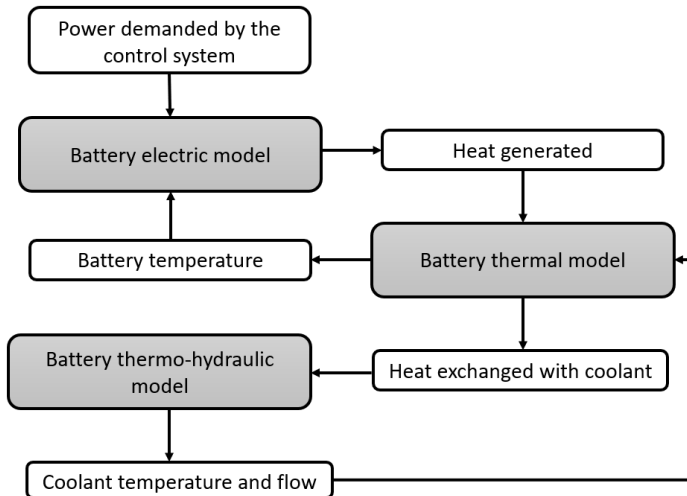 Power demanded by the
control system
Battery electric model
Heat generated
Battery temperature
Battery thermal model
Battery thermo-hydraulic
model
Heat exchanged with coolant
Coolant temperature and flow